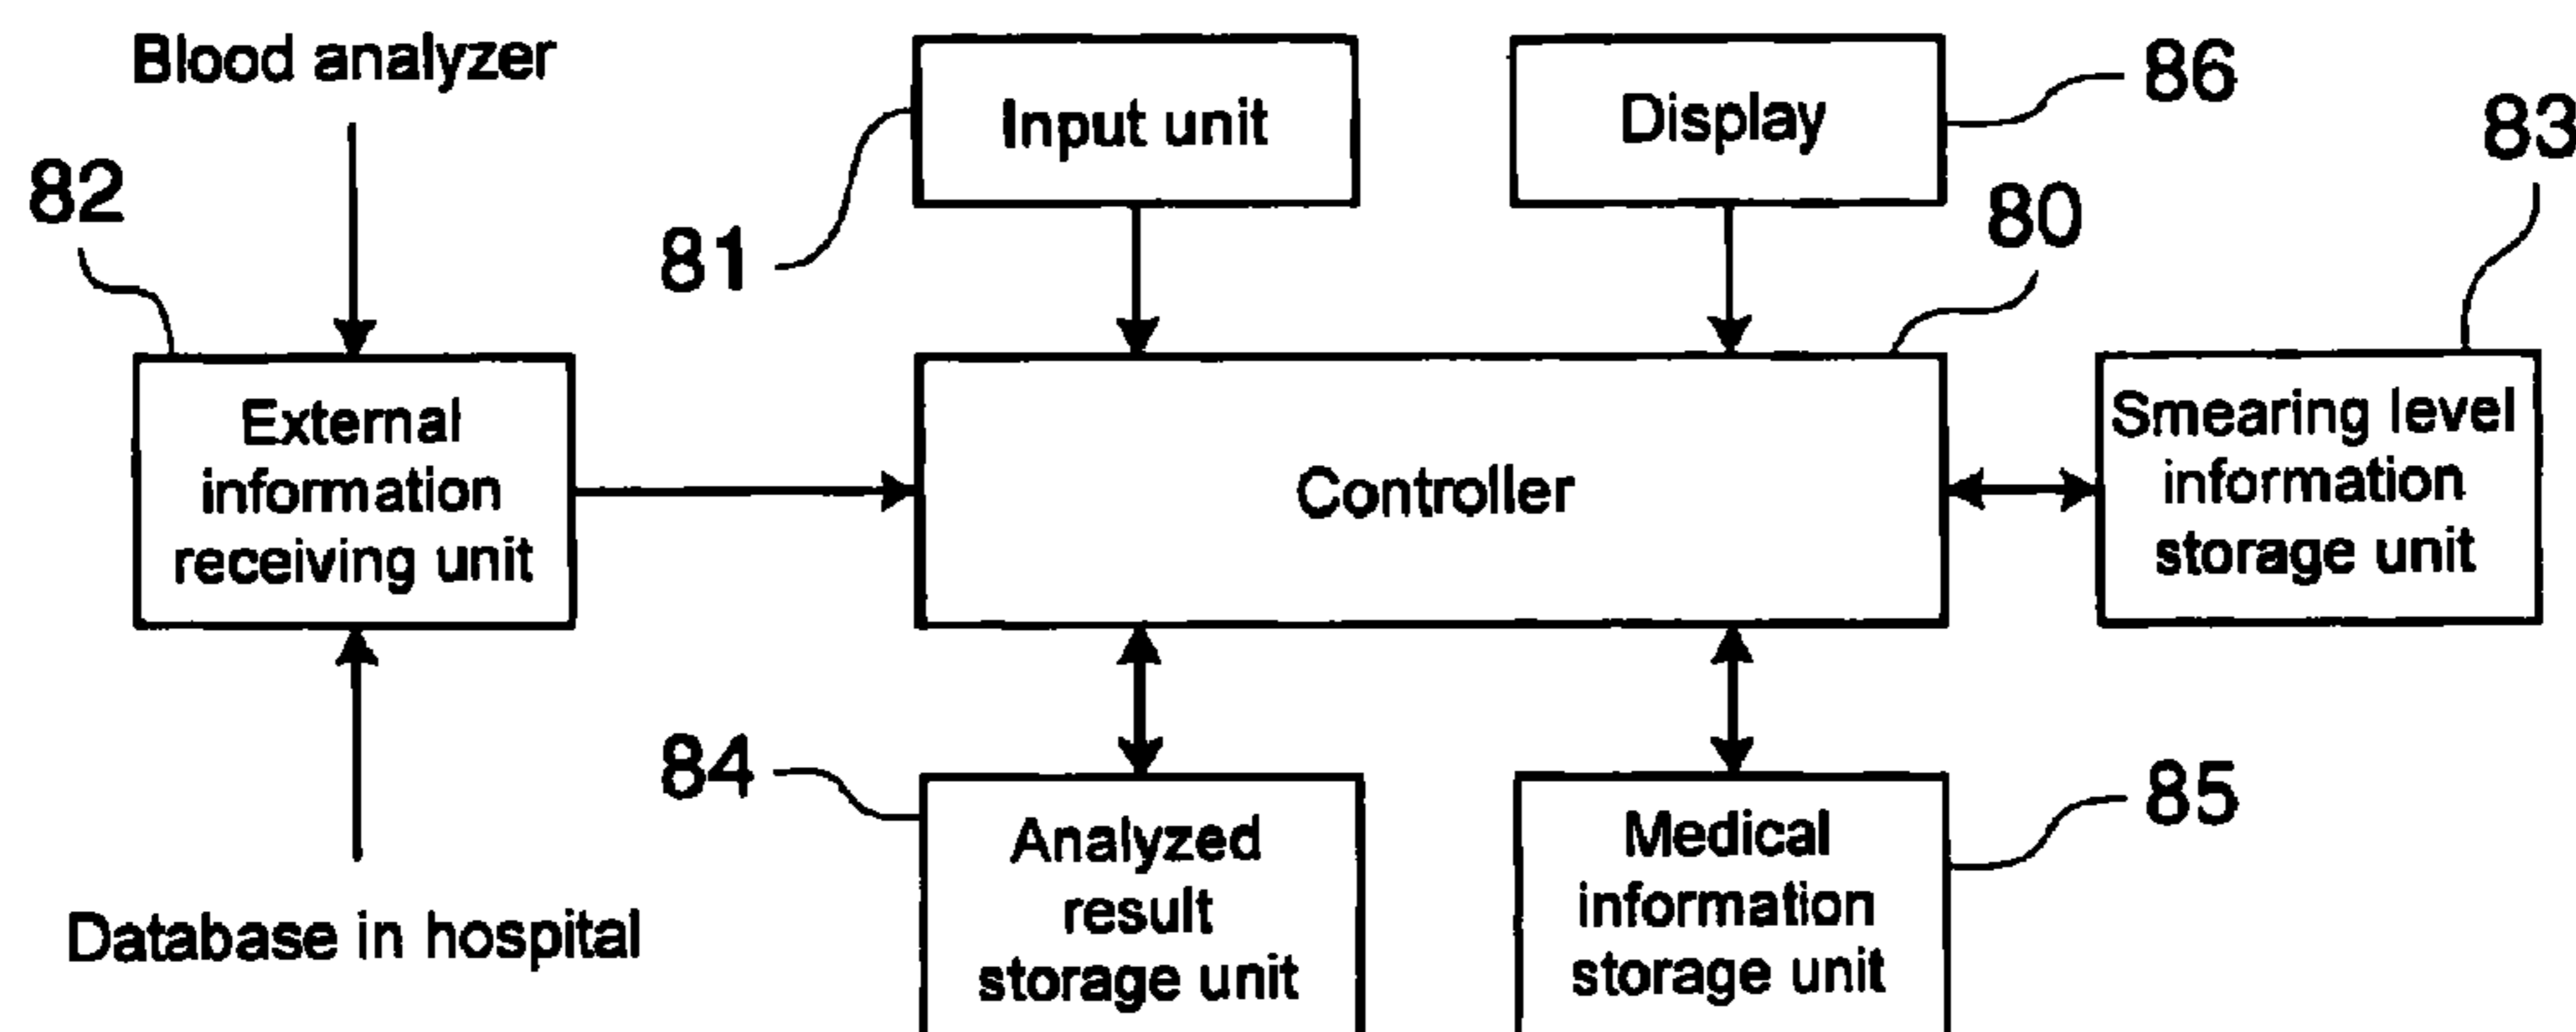 Blood analyzer
Input unit
Display
86
83
82
81
80
External
information
receiving unit
Controller
Smearing level
information
storage unit
84
Analyzed
result
storage unit
Medical
information
storage unit
85
Database in hospital